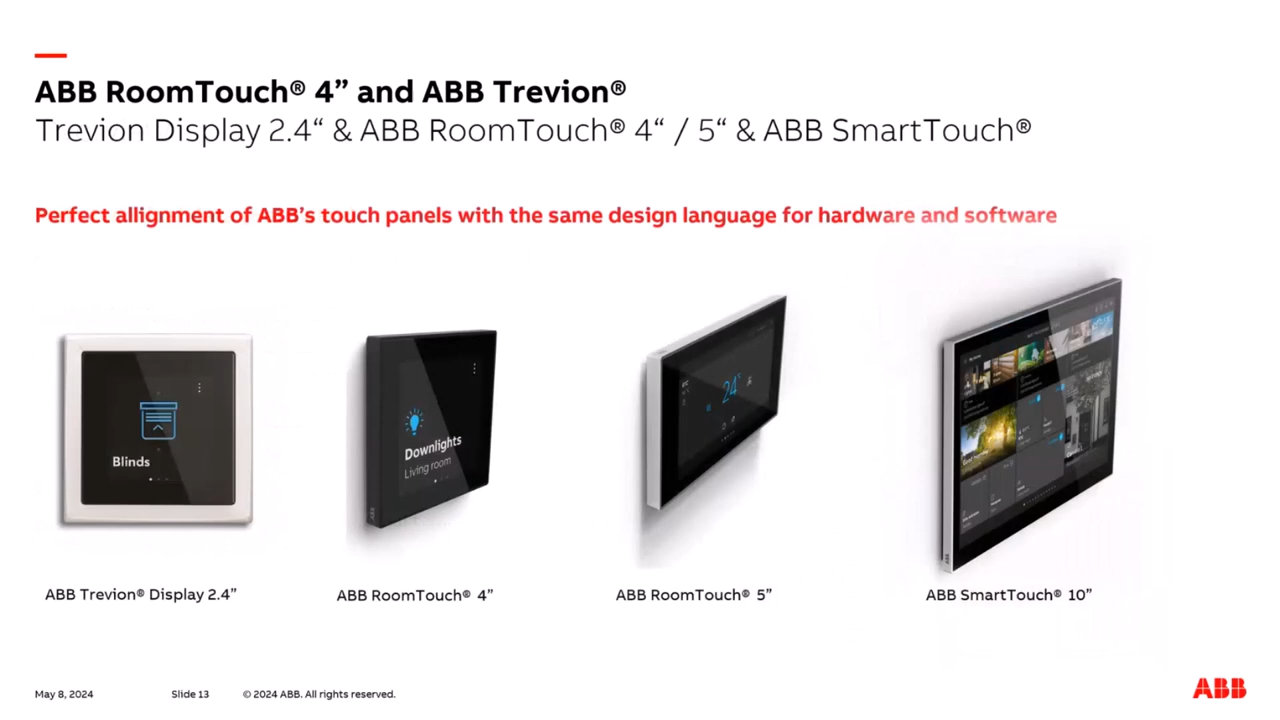 ABB RoomTouch® 4” and ABB Trevion®
Trevion Display 2.4“ & ABB RoomTouch® 4“ / 5“ & ABB SmartTouch®
Perfect allignment of ABB’s touch panels with the same design language for hardware and software
Blinds
Downlights
Living room
24°
ABB Trevion® Display 2.4”
ABB RoomTouch® 4”
ABB RoomTouch® 5”
ABB SmartTouch® 10”
May 8, 2024
Slide 13
© 2024 ABB. All rights reserved.
ABB